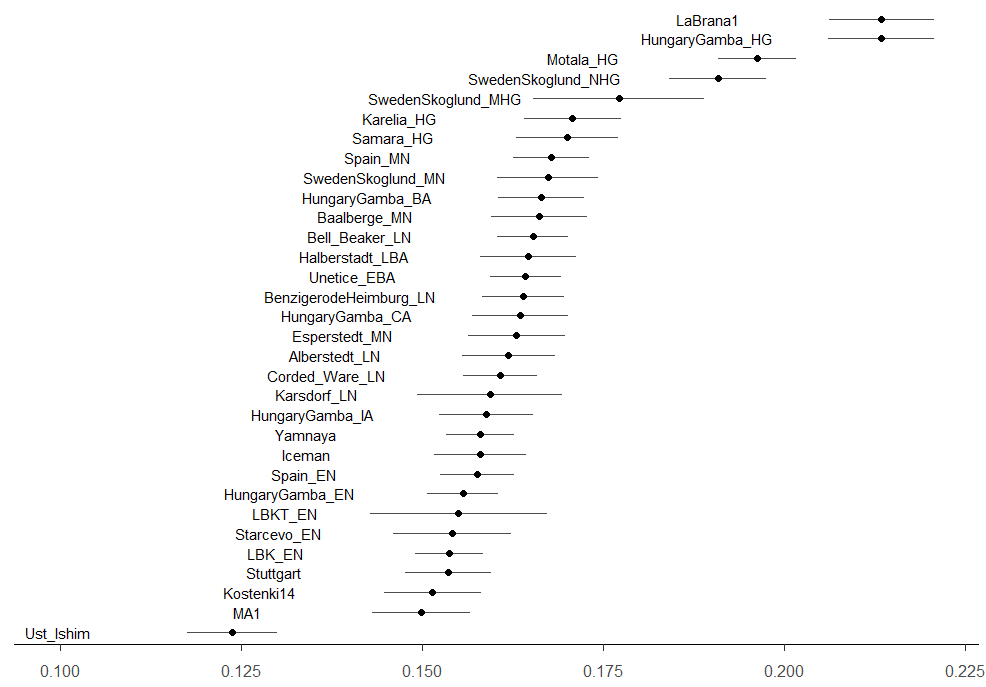 LaBrana1
HungaryGamba_HG
Motala_HG
SwedenSkoglund_NHG
SwedenSkoglund_MHG
Karelia_HG
Samara_HG
Spain_MN
SwedenSkoglund_MN
HungaryGamba_BA
Baalberge_MN
Bell_Beaker_LN
Halberstadt_LBA
Unetice_EBA
BenzigerodeHeimburg_LN
HungaryGamba_CA
Esperstedt_MN
Alberstedt_LN
Corded_Ware_LN
Karsdorf_LN
HungaryGamba_IA
Yamnaya
Iceman
Spain_EN
HungaryGamba_EN
LBKT_EN
Starcevo_EN
LBK_EN
Stuttgart
Kostenki14
MA1
Ust_Ishim
0.100 0.125 0.150 0.175 0.200 0.225